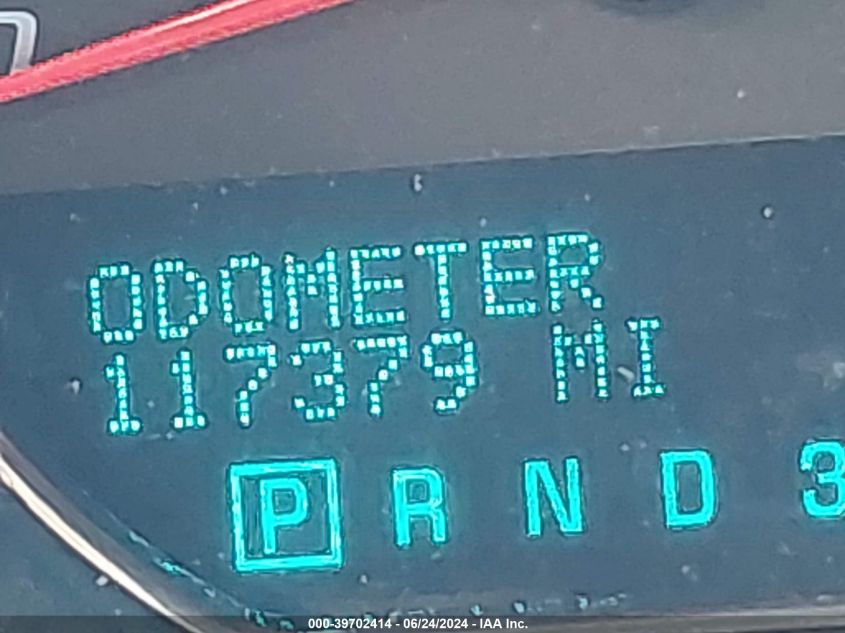 ODOMETER
117379 MI
P R N D 3
000-39702414 - 06/24/2024 - IAA Inc.